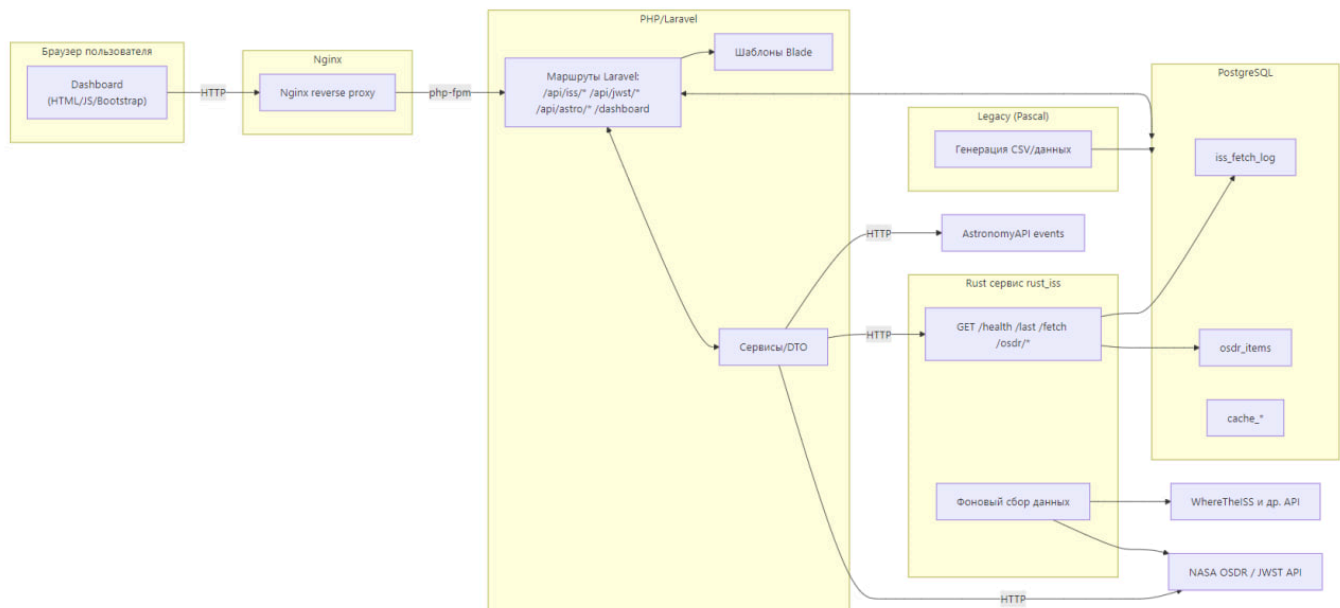 PHP/Laravel
Браузер пользователя
Dashboard
(HTML/JS/Bootstrap)
HTTP
Nginx
Nginx reverse proxy
php-fpm
Маршруты Laravel:
/api/iss/* /api/jwst/*
/api/astro/* /dashboard
Шаблоны Blade
Сервисы/DTO
Legacy (Pascal)
Генерация CSV/данных
HTTP
AstronomyAPI events
Rust сервис rust_iss
HTTP
GET /health /last /fetch
/osdr/*
Фоновый сбор данных
HTTP
PostgreSQL
iss_fetch_log
osdr_items
cache_*
WhereTheISS и др. API
NASA OSDR / JWST API